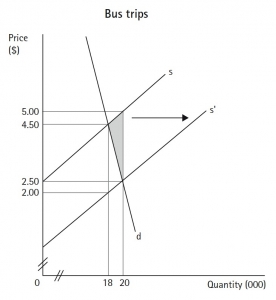 Bus trips
Price
($)
s
s'
5.00
4.50
2.50
2.00
d
0
18 20
Quantity (000)